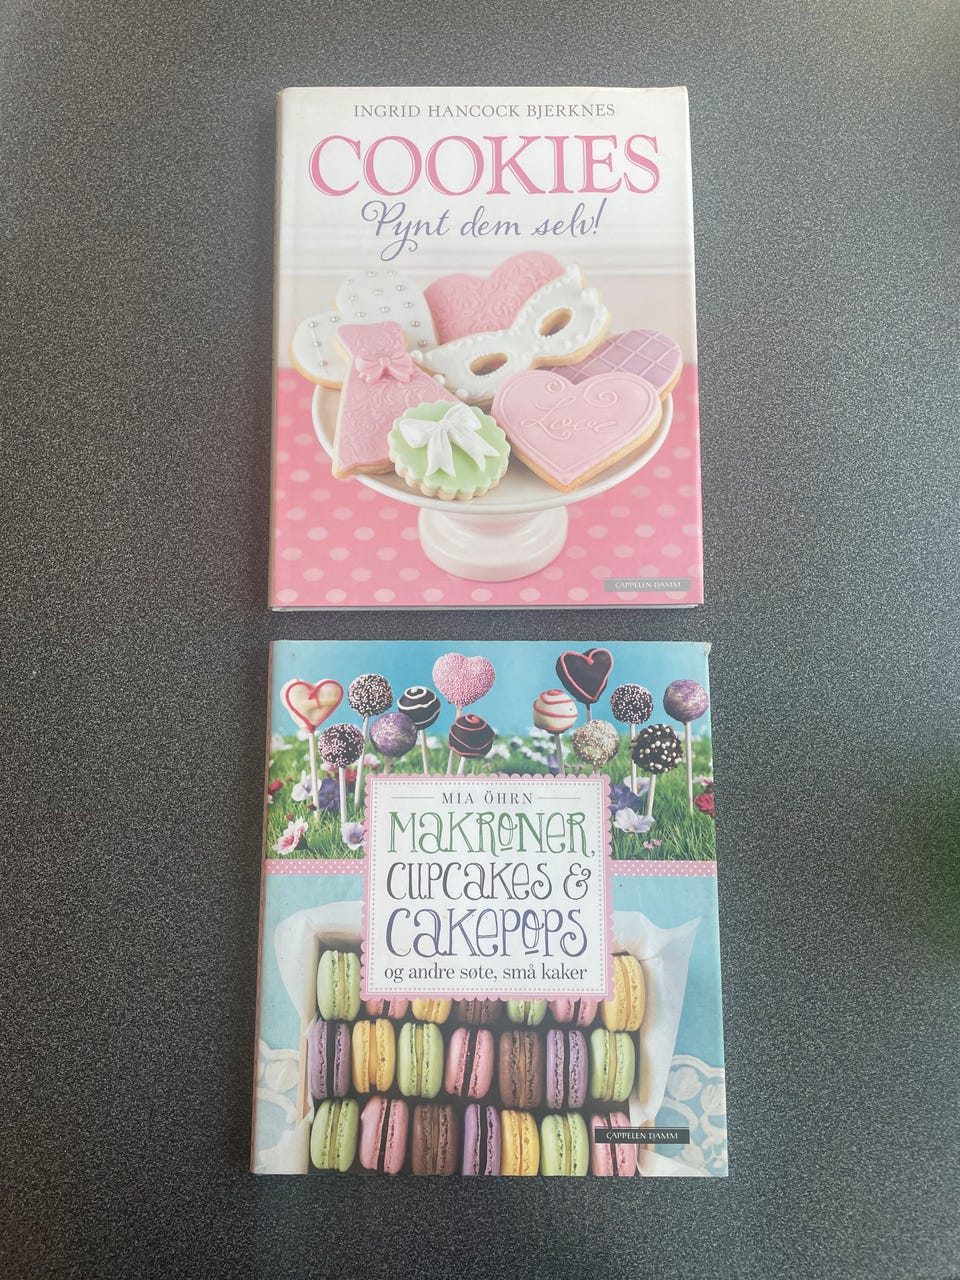 INGRID HANCOCK BJERKNES
COOKIES
Pynt dem selv!
Love
CAPPELEN DAMM
MIA ÖHRN
MAKRONER,
CUPCAKES &
CAKEPOPS
og andre søte, små kaker
CAPPELEN DAMM